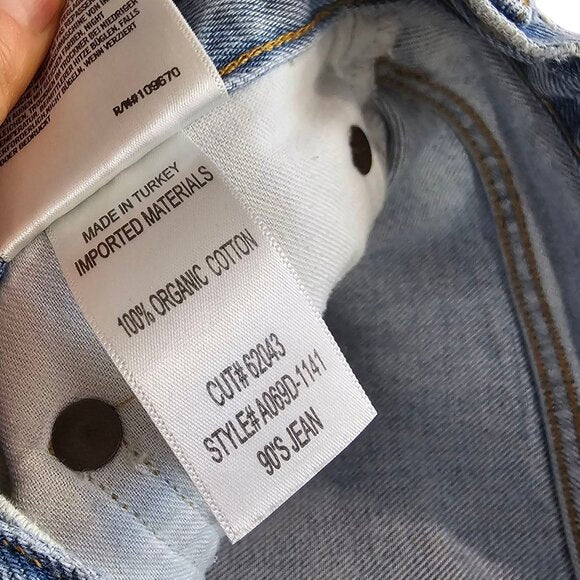 RN#109670
MADE IN TURKEY
IMPORTED MATERIALS
100% ORGANIC COTTON
CUT# 62043
STYLE# A069D-1141
90'S JEAN